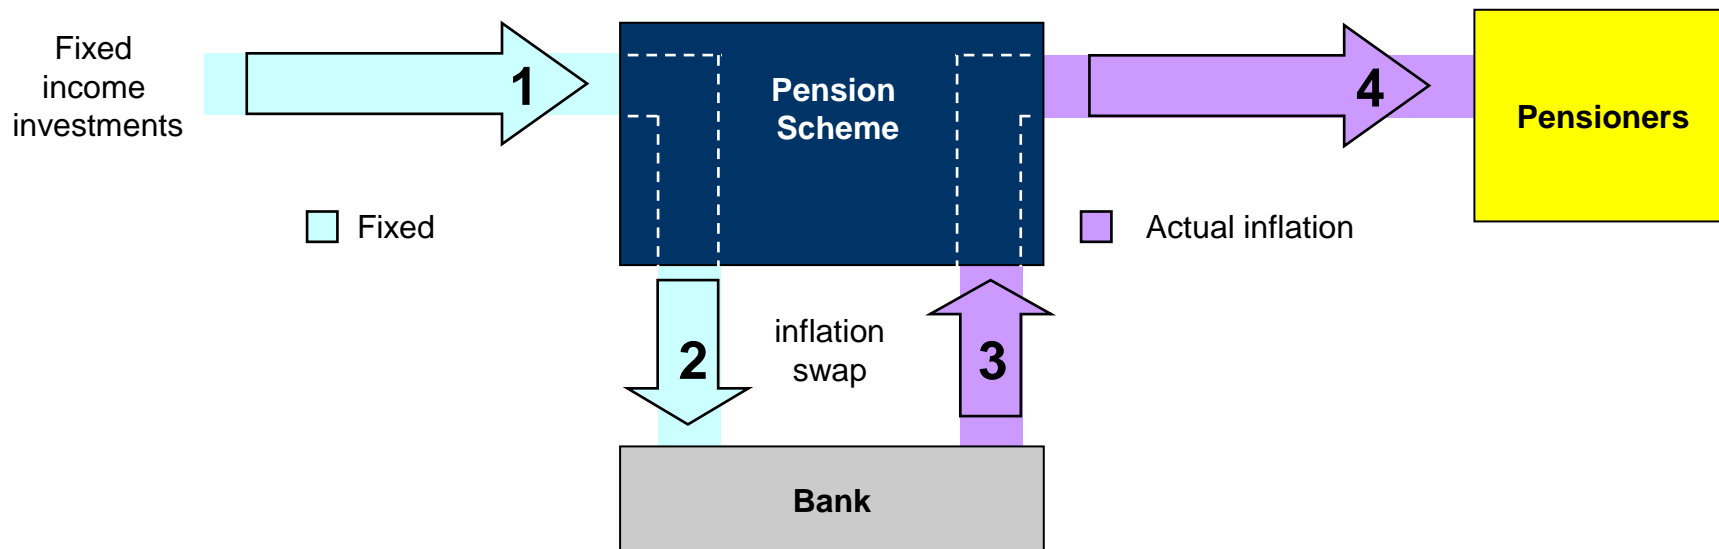 Fixed
income
investments
1
Pension
Scheme
4
Pensioners
Fixed
Actual inflation
2
inflation
swap
3
Bank